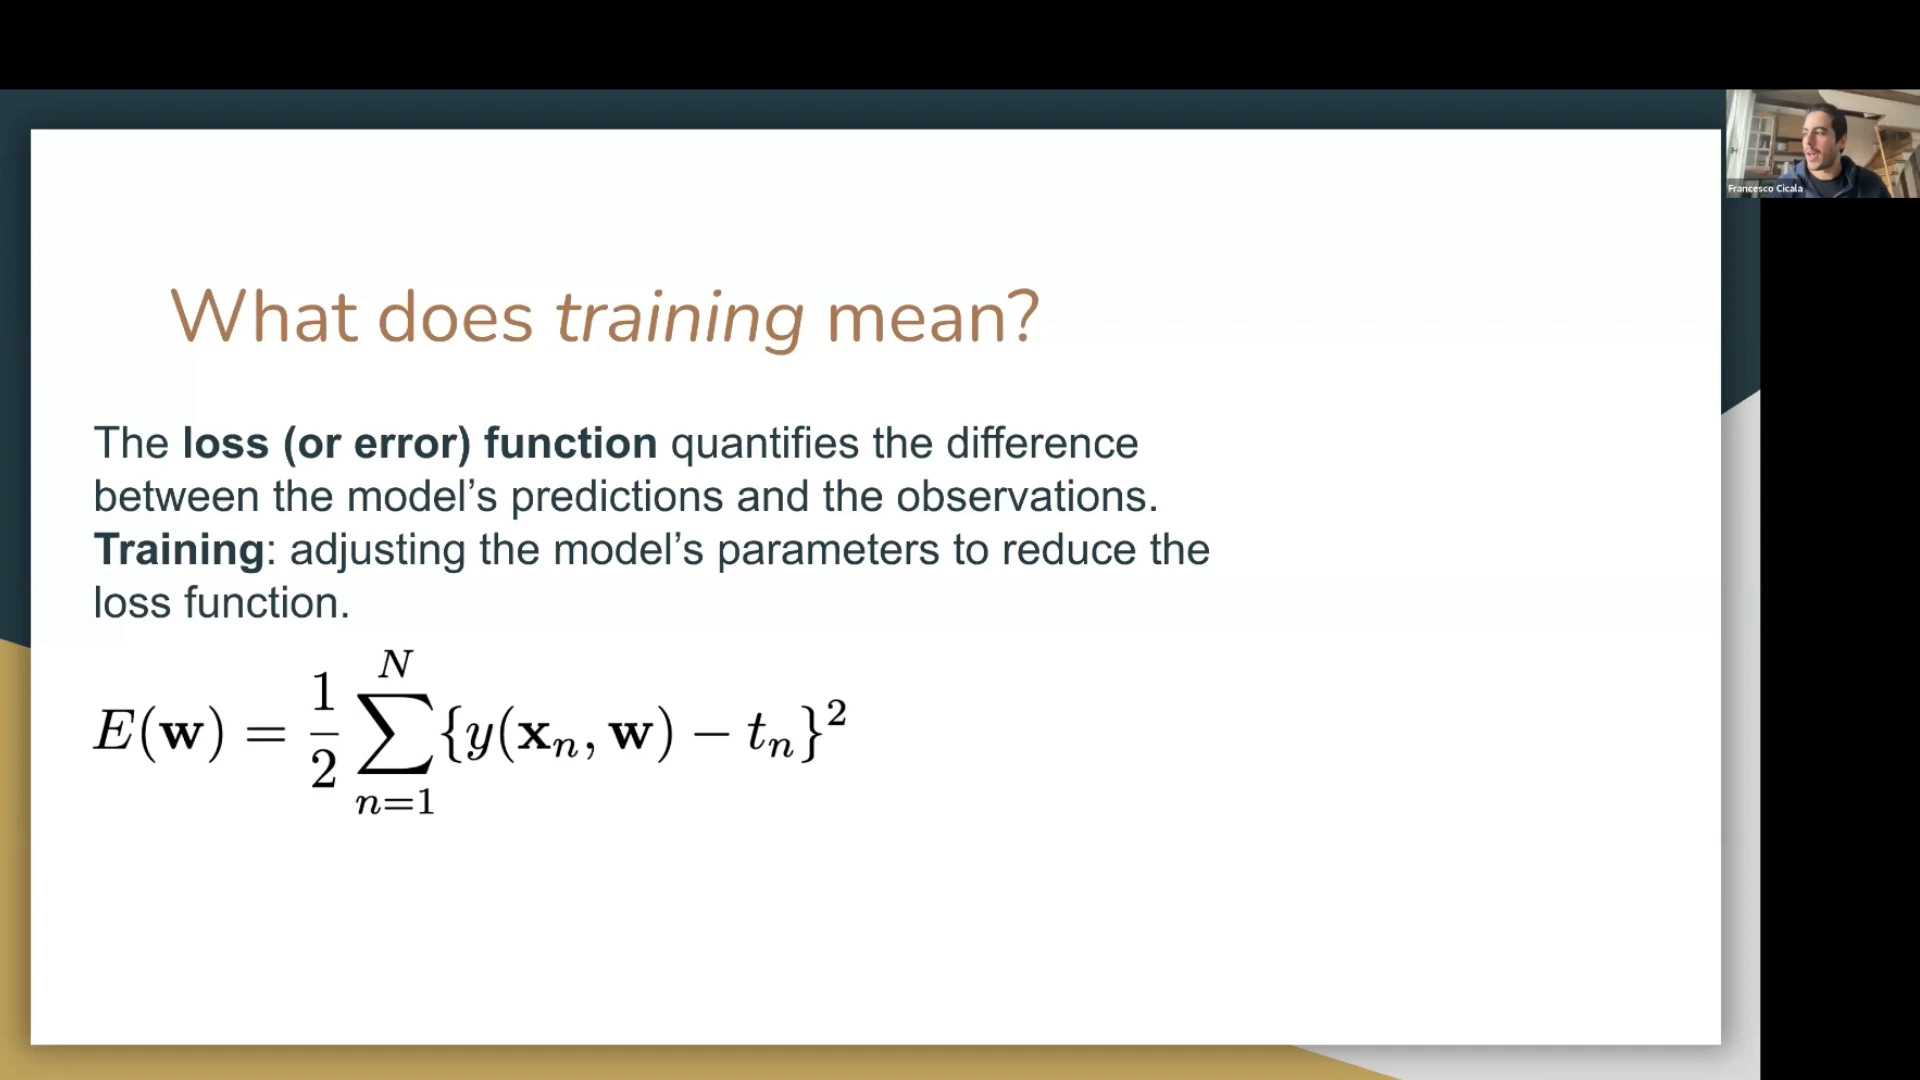 Francesco Cicala
What does training mean?
The loss (or error) function quantifies the difference
between the model’s predictions and the observations.
Training: adjusting the model’s parameters to reduce the
loss function.
E(w) = 1/2 ∑_{n=1}^{N} {y(x_n, w) − t_n}²